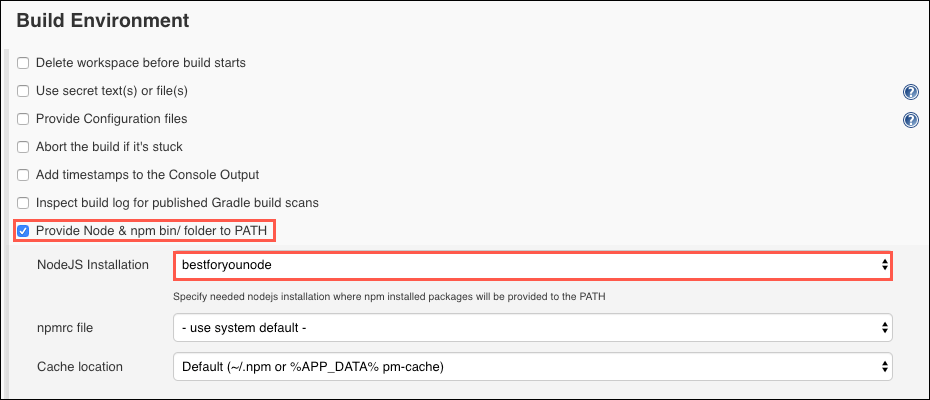 Build Environment
Delete workspace before build starts
Use secret text(s) or file(s)
?
Provide Configuration files
?
Abort the build if it's stuck
Add timestamps to the Console Output
Inspect build log for published Gradle build scans
Provide Node & npm bin/ folder to PATH
NodeJS Installation
bestforyounode
Specify needed nodejs installation where npm installed packages will be provided to the PATH
npmrc file
- use system default -
Cache location
Default (~/.npm or %APP_DATA% pm-cache)